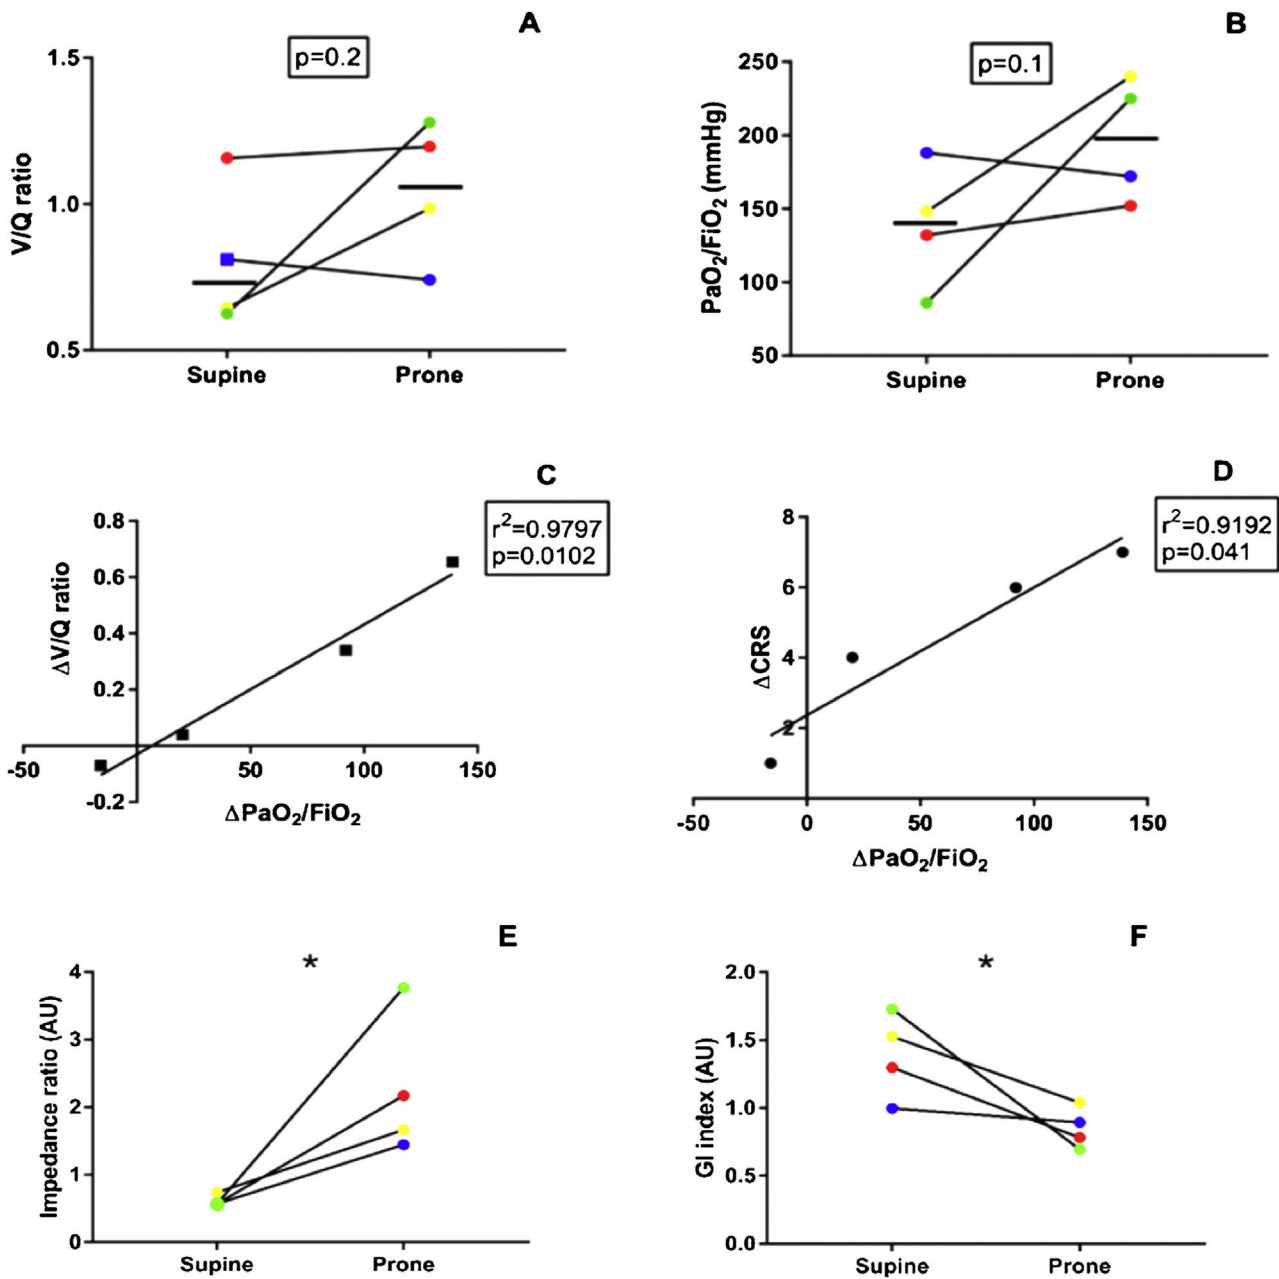 A
p=0.2
1.5
1.0
0.5
V/Q ratio
Supine
Prone
B
p=0.1
250
200
150
100
50
PaO2/FiO2 (mmHg)
Supine
Prone
C
r2=0.9797
p=0.0102
0.8
0.6
0.4
0.2
-0.2
ΔV/Q ratio
-50
50
100
150
ΔPaO2/FiO2
D
r2=0.9192
p=0.041
8
6
4
2
ΔCRS
-50
0
50
100
150
ΔPaO2/FiO2
E
*
4
3
2
1
0
Impedance ratio (AU)
Supine
Prone
F
*
2.0
1.5
1.0
0.5
0.0
GI index (AU)
Supine
Prone